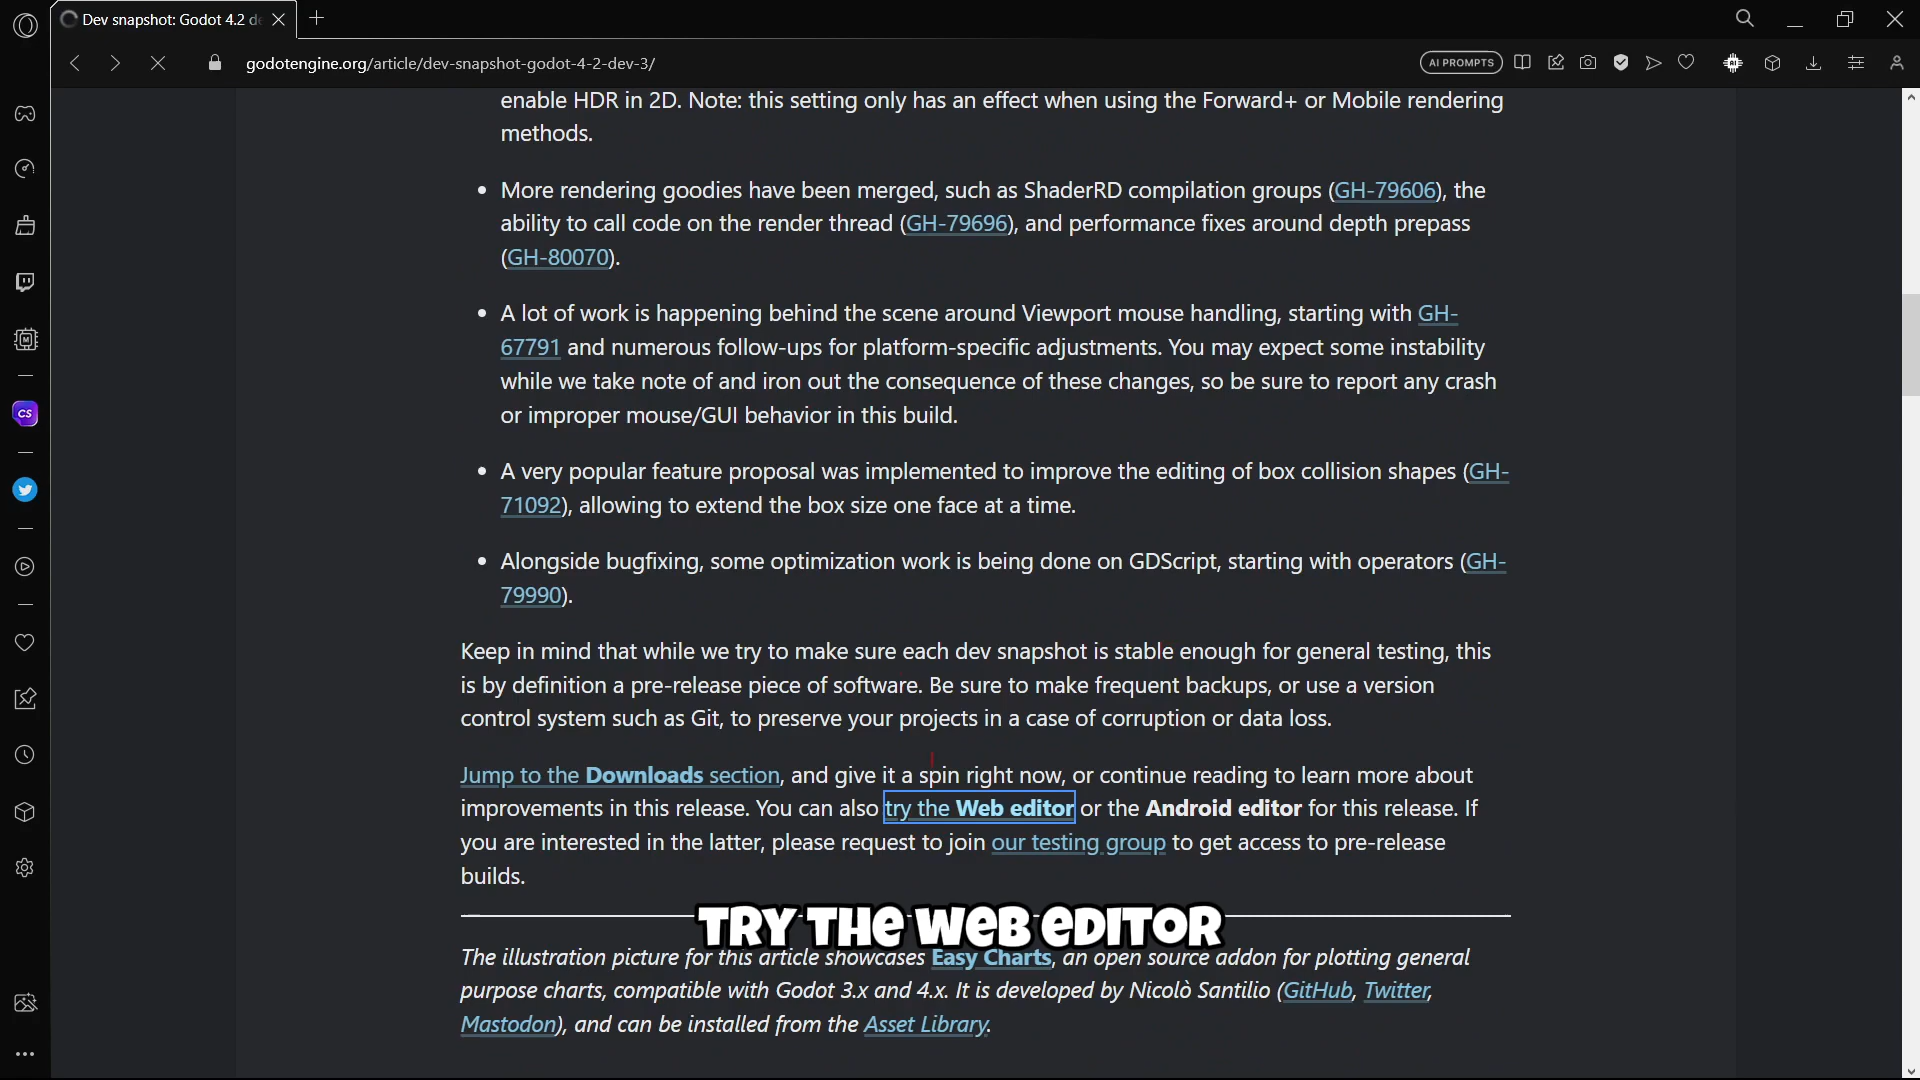 Dev snapshot: Godot 4.2 de
godotengine.org/article/dev-snapshot-godot-4-2-dev-3/
AI PROMPTS
enable HDR in 2D. Note: this setting only has an effect when using the Forward+ or Mobile rendering
methods.
• More rendering goodies have been merged, such as ShaderRD compilation groups (GH-79606), the
ability to call code on the render thread (GH-79696), and performance fixes around depth prepass
(GH-80070).
• A lot of work is happening behind the scene around Viewport mouse handling, starting with GH-
67791 and numerous follow-ups for platform-specific adjustments. You may expect some instability
while we take note of and iron out the consequence of these changes, so be sure to report any crash
or improper mouse/GUI behavior in this build.
• A very popular feature proposal was implemented to improve the editing of box collision shapes (GH-
71092), allowing to extend the box size one face at a time.
• Alongside bugfixing, some optimization work is being done on GDScript, starting with operators (GH-
79990).
Keep in mind that while we try to make sure each dev snapshot is stable enough for general testing, this
is by definition a pre-release piece of software. Be sure to make frequent backups, or use a version
control system such as Git, to preserve your projects in a case of corruption or data loss.
Jump to the Downloads section, and give it a spin right now, or continue reading to learn more about
improvements in this release. You can also try the Web editor or the Android editor for this release. If
you are interested in the latter, please request to join our testing group to get access to pre-release
builds.
TRY THE WEB EDITOR
The illustration picture for this article showcases Easy Charts, an open source addon for plotting general
purpose charts, compatible with Godot 3.x and 4.x. It is developed by Nicolò Santilio (GitHub, Twitter,
Mastodon), and can be installed from the Asset Library.
CS